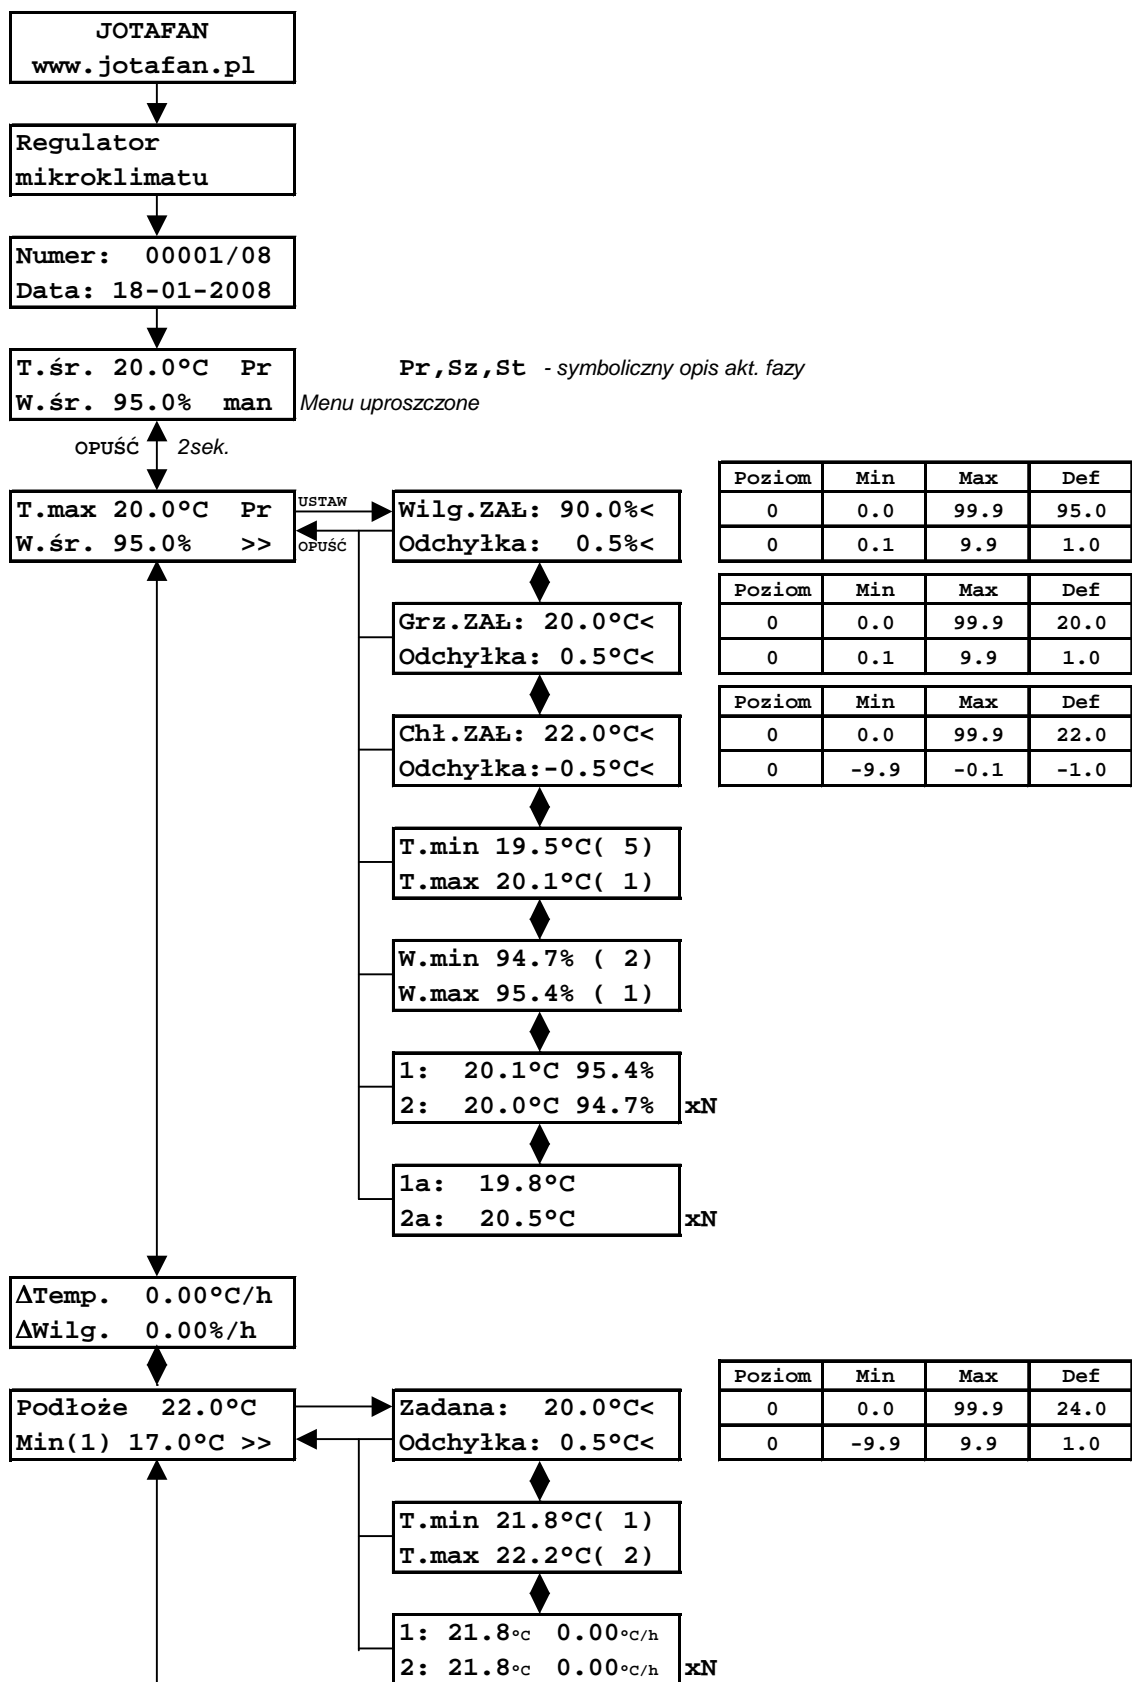 JOTAFAN
www.jotafan.pl
Regulator
mikroklimatu
Numer: 00001/08
Data: 18-01-2008
T.śr. 20.0°C Pr
W.śr. 95.0% man
Pr,Sz,St - symboliczny opis akt. fazy
Menu uproszczone
OPUŚĆ 2sek.
T.max 20.0°C Pr
W.śr. 95.0% >>
USTAW
OPUŚĆ
Wilg.ZAŁ: 90.0%<
Odchyłka: 0.5%<
Poziom Min Max Def
0 0.0 99.9 95.0
0 0.1 9.9 1.0
Grz.ZAŁ: 20.0°C<
Odchyłka: 0.5°C<
Poziom Min Max Def
0 0.0 99.9 20.0
0 0.1 9.9 1.0
Chł.ZAŁ: 22.0°C<
Odchyłka:-0.5°C<
Poziom Min Max Def
0 0.0 99.9 22.0
0 -9.9 -0.1 -1.0
T.min 19.5°C( 5)
T.max 20.1°C( 1)
W.min 94.7% ( 2)
W.max 95.4% ( 1)
1: 20.1°C 95.4%
2: 20.0°C 94.7% xN
1a: 19.8°C
2a: 20.5°C xN
ΔTemp. 0.00°C/h
ΔWilg. 0.00%/h
Podłoże 22.0°C
Min(1) 17.0°C >>
Zadana: 20.0°C<
Odchyłka: 0.5°C<
Poziom Min Max Def
0 0.0 99.9 24.0
0 -9.9 9.9 1.0
T.min 21.8°C( 1)
T.max 22.2°C( 2)
1: 21.8°C 0.00°C/h
2: 21.8°C 0.00°C/h xN